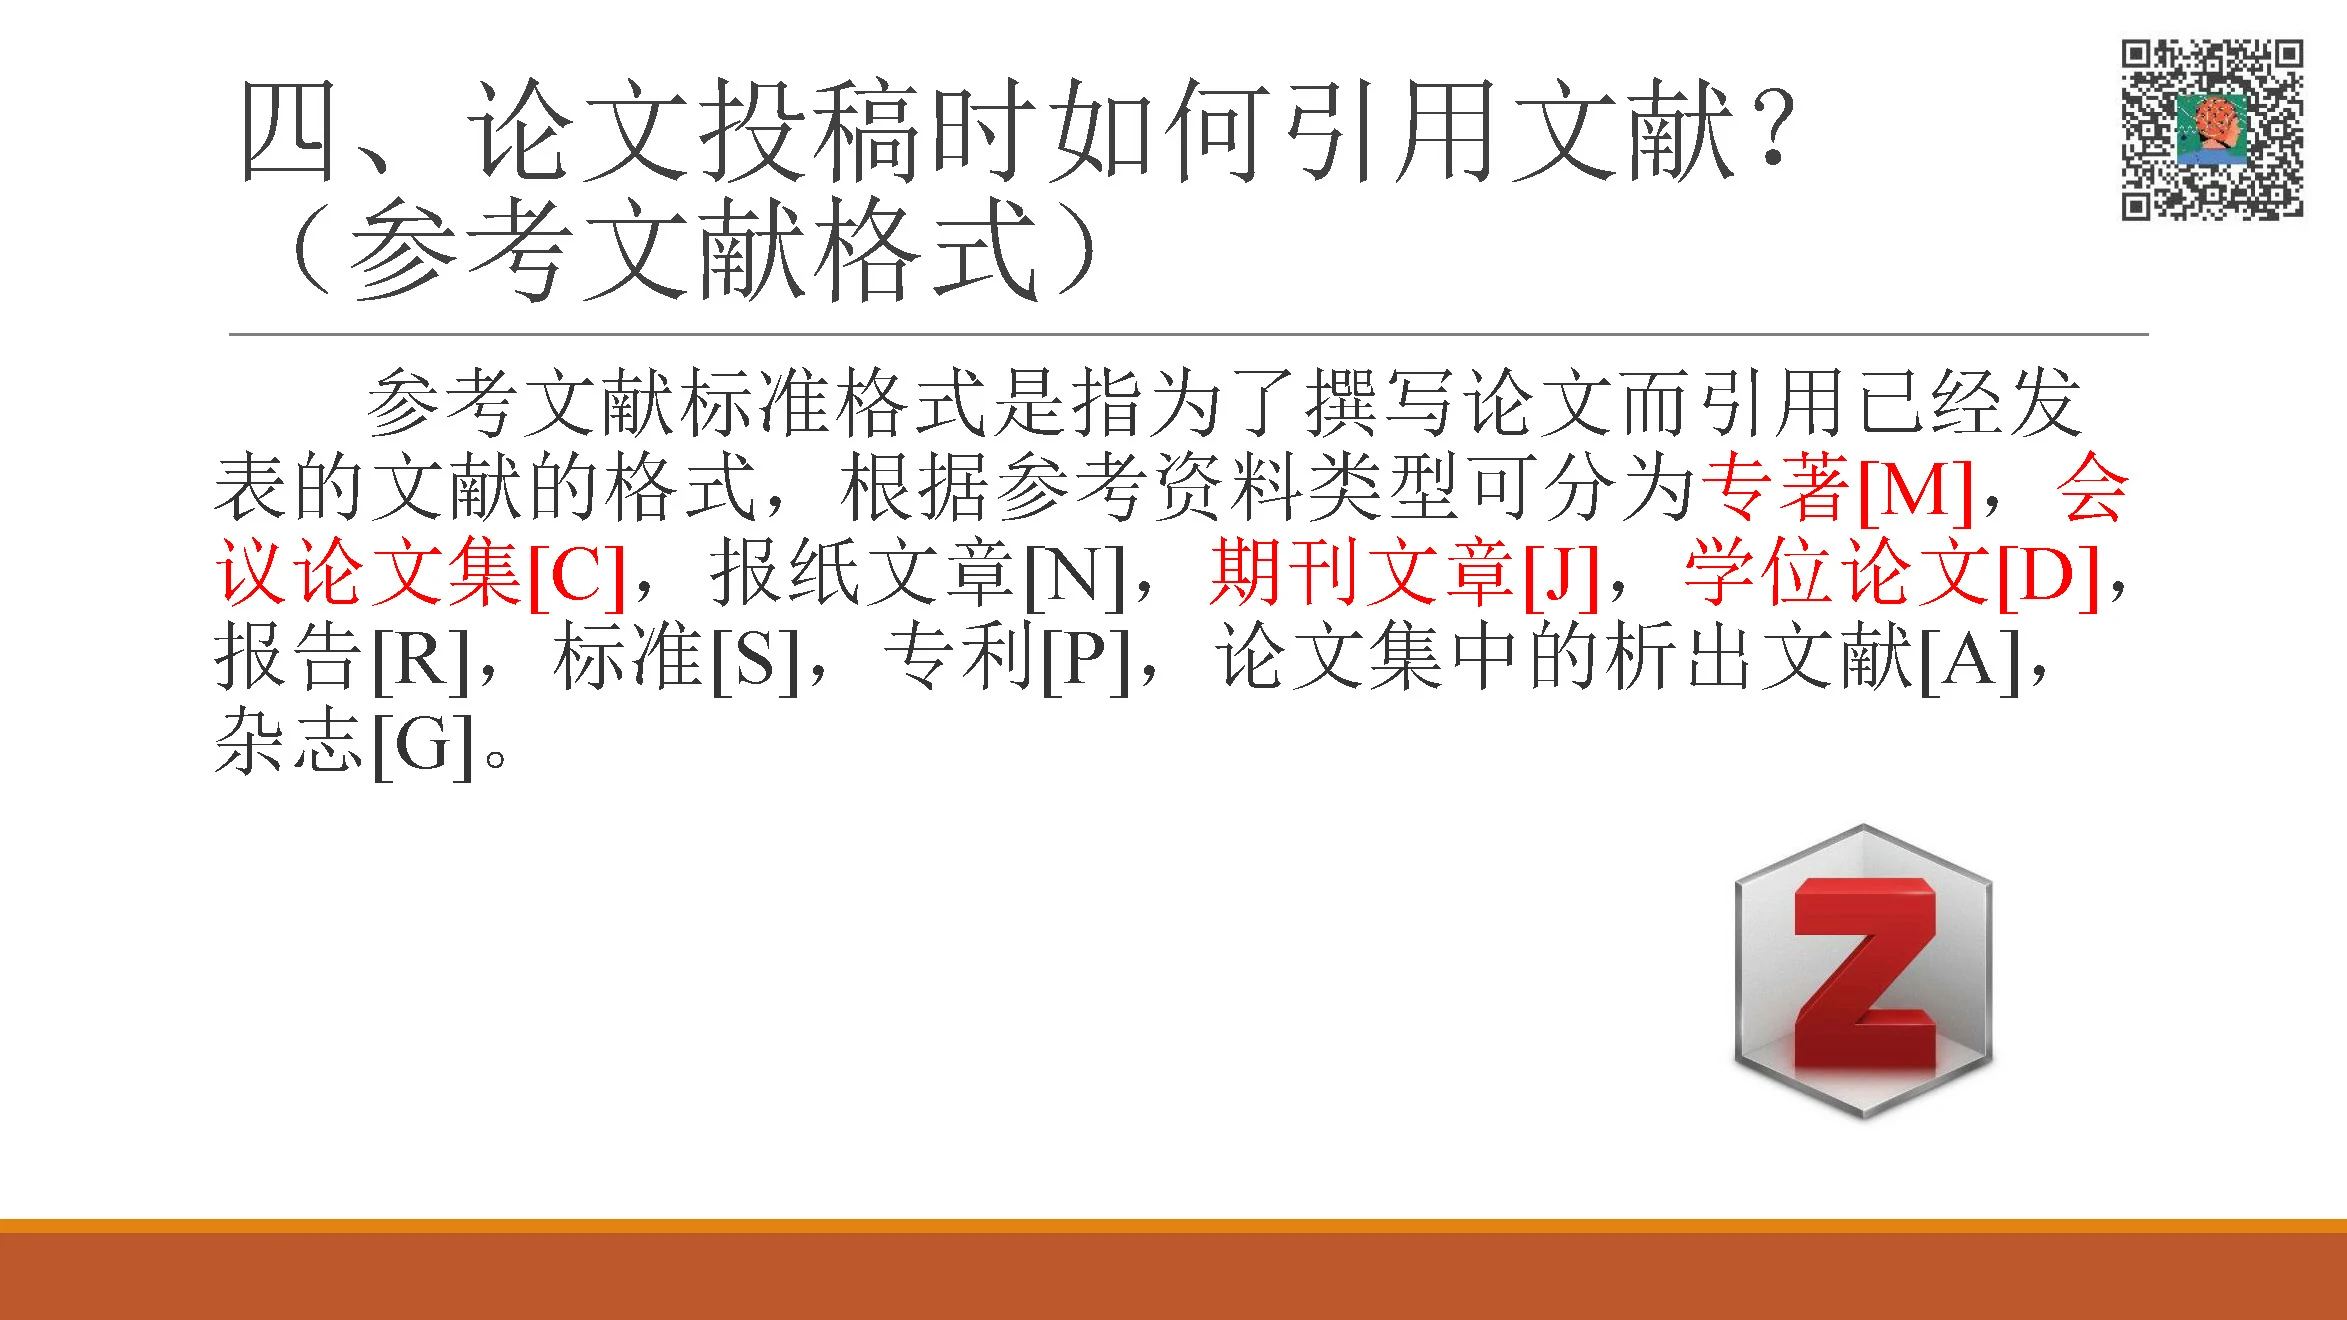 四、论文投稿时如何引用文献？
（参考文献格式）
参考文献标准格式是指为了撰写论文而引用已经发
表的文献的格式，根据参考资料类型可分为专著[M]，会
议论文集[C]，报纸文章[N]，期刊文章[J]，学位论文[D]，
报告[R]，标准[S]，专利[P]，论文集中的析出文献[A]，
杂志[G]。
Z